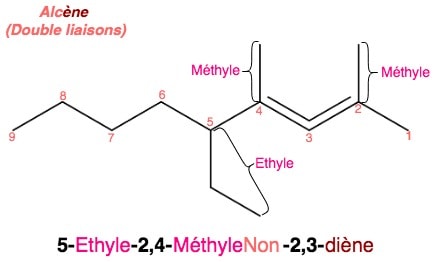 Alcène
(Double liaisons)
Méthyle
Méthyle
8
6
4
2
5
9
7
3
1
Ethyle
5-Ethyle-2,4-MéthyleNon-2,3-diène